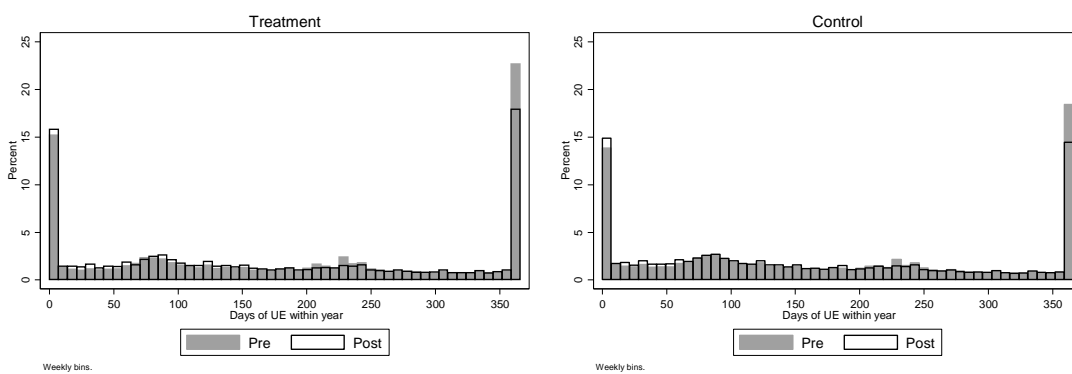 Treatment
25
20
15
10
5
0
Percent
0 50 100 150 200 250 300 350
Days of UE within year
Pre Post
Weekly bins.
Control
25
20
15
10
5
0
Percent
0 50 100 150 200 250 300 350
Days of UE within year
Pre Post
Weekly bins.